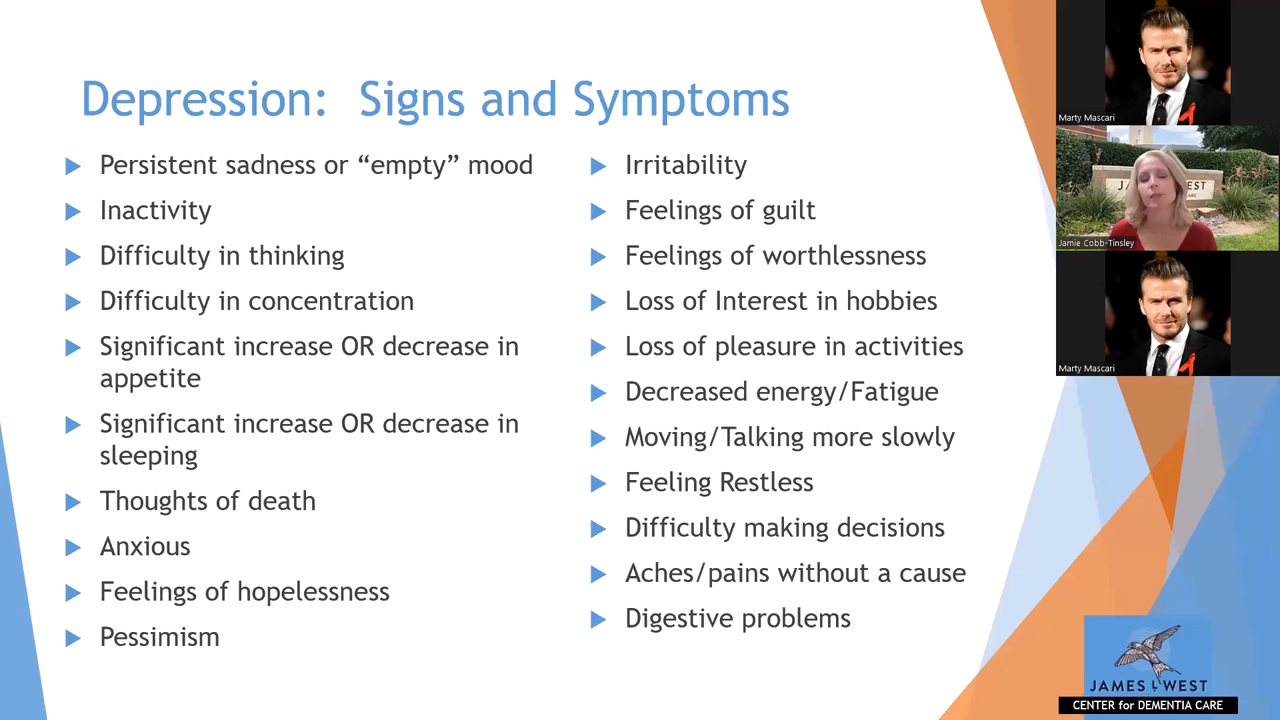 Depression: Signs and Symptoms
Persistent sadness or “empty” mood
Inactivity
Difficulty in thinking
Difficulty in concentration
Significant increase OR decrease in
appetite
Significant increase OR decrease in
sleeping
Thoughts of death
Anxious
Feelings of hopelessness
Pessimism
Irritability
Feelings of guilt
Feelings of worthlessness
Loss of Interest in hobbies
Loss of pleasure in activities
Decreased energy/Fatigue
Moving/Talking more slowly
Feeling Restless
Difficulty making decisions
Aches/pains without a cause
Digestive problems
Marty Mascari
WEST
Jamie Cobb-Tinsley
Marty Mascari
JAMES L WEST
CENTER for DEMENTIA CARE